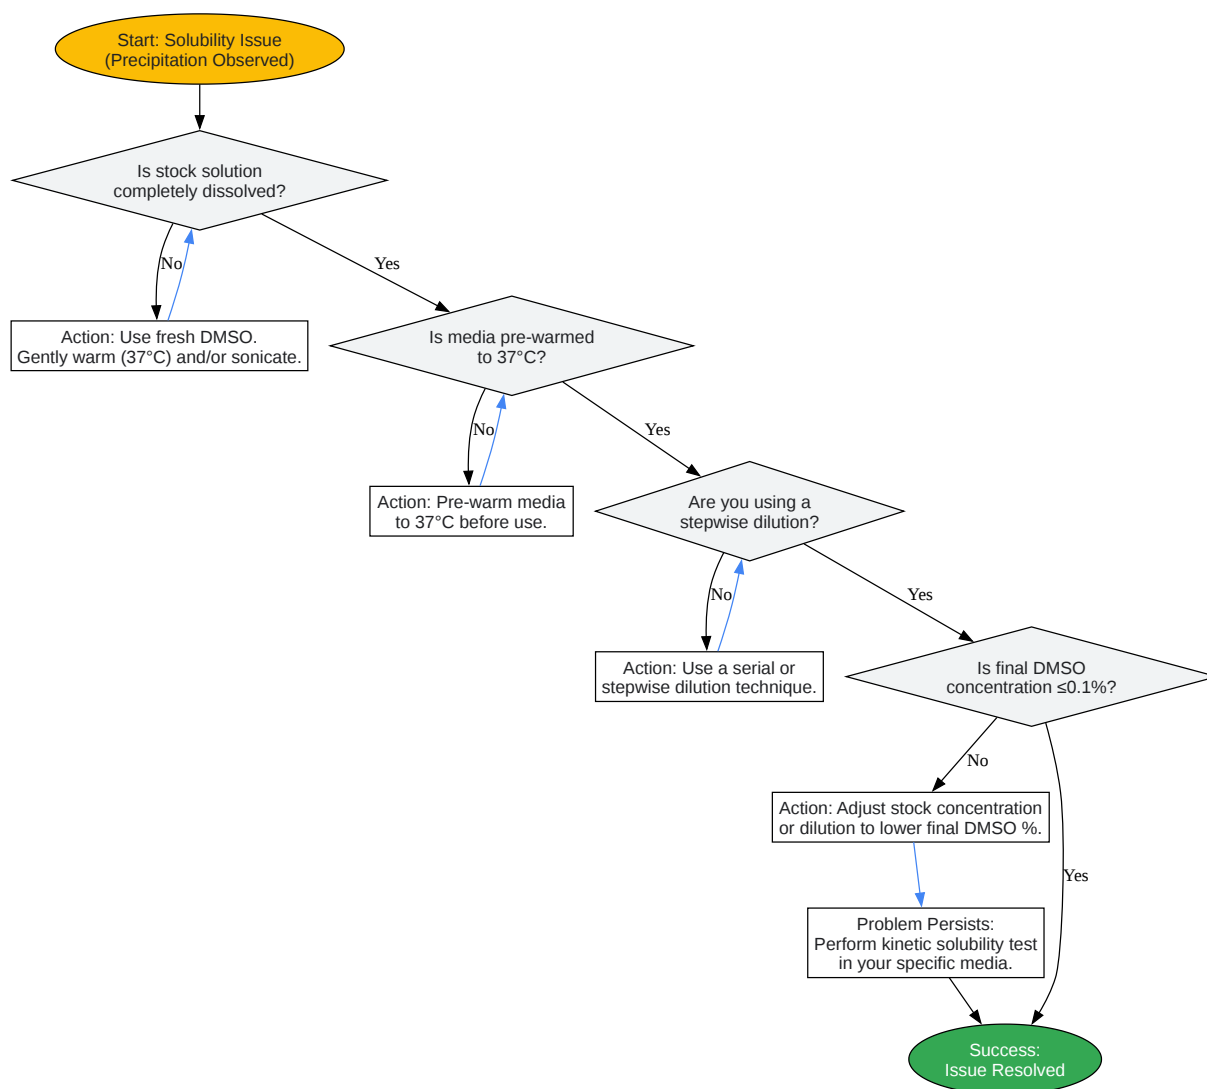 Start: Solubility Issue
(Precipitation Observed)
Is stock solution
completely dissolved?
No
Yes
Action: Use fresh DMSO.
Gently warm (37°C) and/or sonicate.
Is media pre-warmed
to 37°C?
No
Yes
Action: Pre-warm media
to 37°C before use.
Are you using a
stepwise dilution?
No
Yes
Action: Use a serial or
stepwise dilution technique.
Is final DMSO
concentration ≤0.1%?
No
Action: Adjust stock concentration
or dilution to lower final DMSO %.
Yes
Problem Persists:
Perform kinetic solubility test
in your specific media.
Success:
Issue Resolved